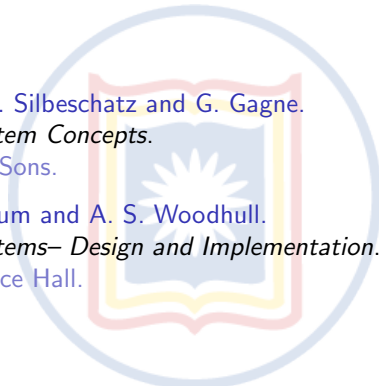 . Silbeschatz and G. Gagne.
tem Concepts.
Sons.
um and A. S. Woodhull.
tems– Design and Implementation.
ce Hall.